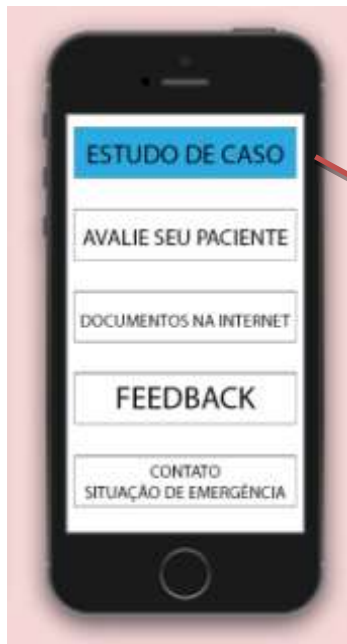 ESTUDO DE CASO
AVALIE SEU PACIENTE
DOCUMENTOS NA INTERNET
FEEDBACK
CONTATO
SITUAÇÃO DE EMERGÊNCIA